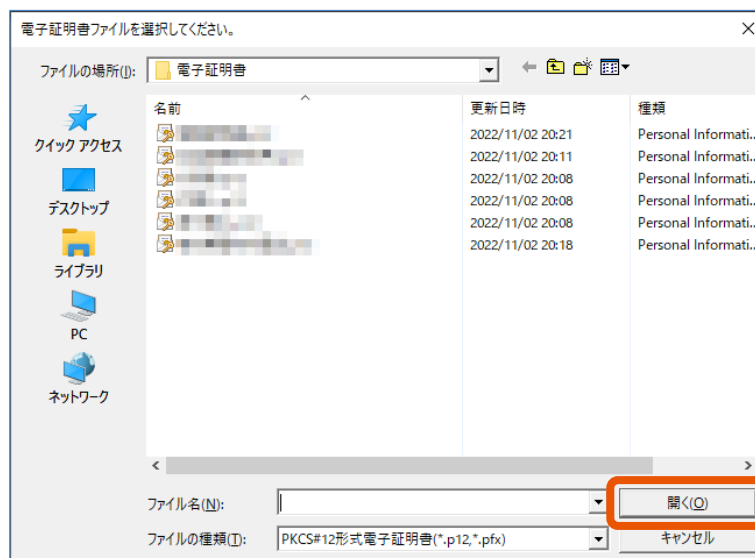 電子証明書ファイルを選択してください。
ファイルの場所(I):
電子証明書
名前
更新日時
種類
2022/11/02 20:21
Personal Informati...
2022/11/02 20:11
Personal Informati...
2022/11/02 20:08
Personal Informati...
2022/11/02 20:08
Personal Informati...
2022/11/02 20:08
Personal Informati...
2022/11/02 20:18
Personal Informati...
クイック アクセス
デスクトップ
ライブラリ
PC
ネットワーク
ファイル名(N):
開く(O)
ファイルの種類(T):
PKCS#12形式電子証明書(*.p12,*.pfx)
キャンセル